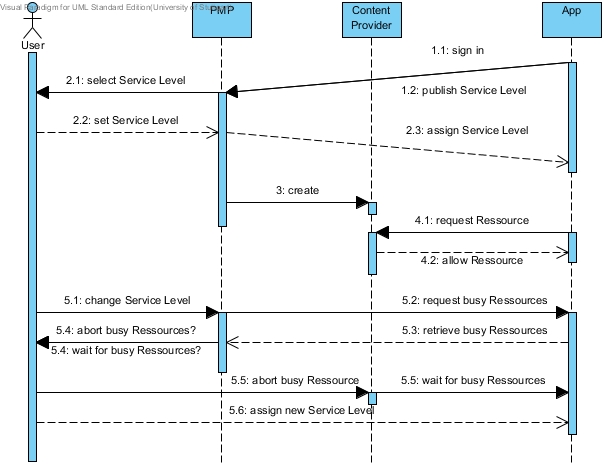 Visual Paradigm for UML Standard Edition(University of
User
PMP
Content
Provider
App
1.1: sign in
2.1: select Service Level
1.2: publish Service Level
2.2: set Service Level
2.3: assign Service Level
3: create
4.1: request Ressource
4.2: allow Ressource
5.1: change Service Level
5.2: request busy Ressources
5.4: abort busy Ressources?
5.3: retrieve busy Ressources
5.4: wait for busy Ressources?
5.5: abort busy Ressource
5.5: wait for busy Ressources
5.6: assign new Service Level